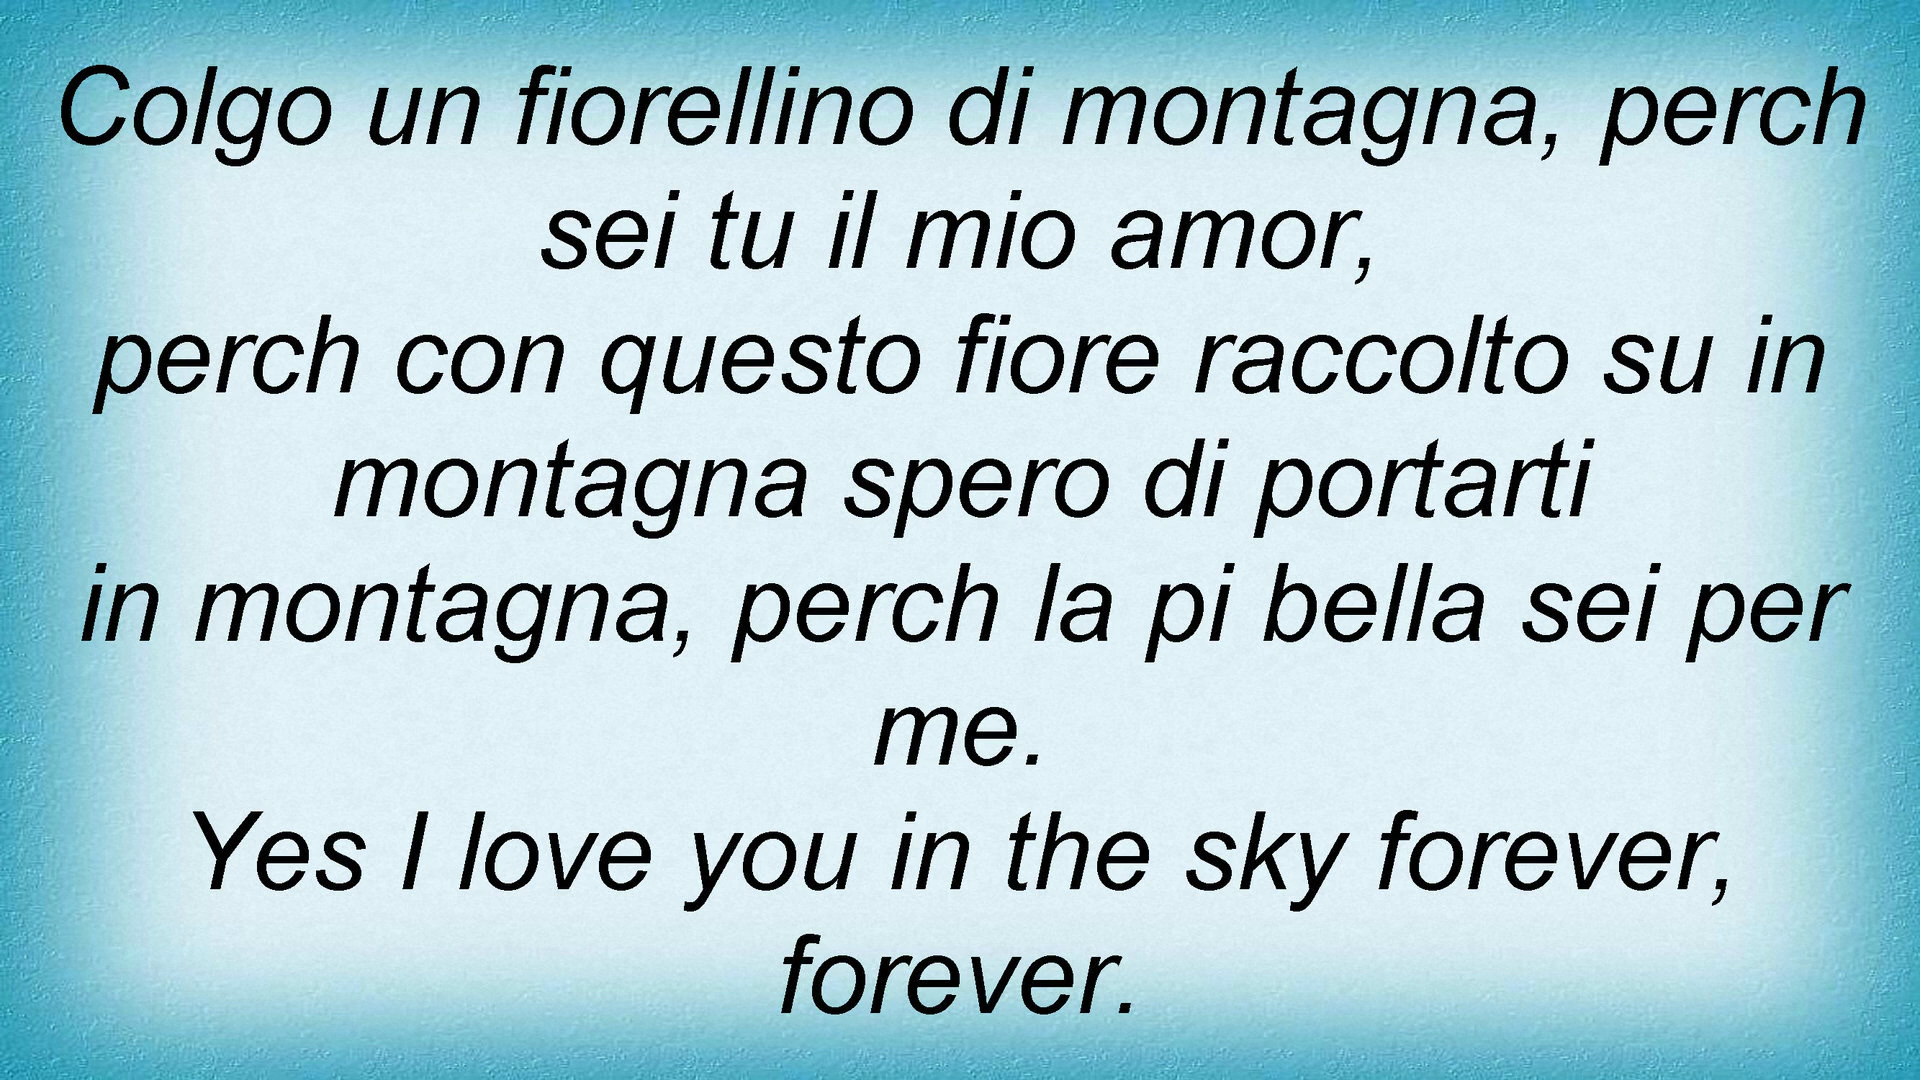 Colgo un fiorellino di montagna, perch
sei tu il mio amor,
perch con questo fiore raccolto su in
montagna spero di portarti
in montagna, perch la pi bella sei per
me.
Yes I love you in the sky forever,
forever.